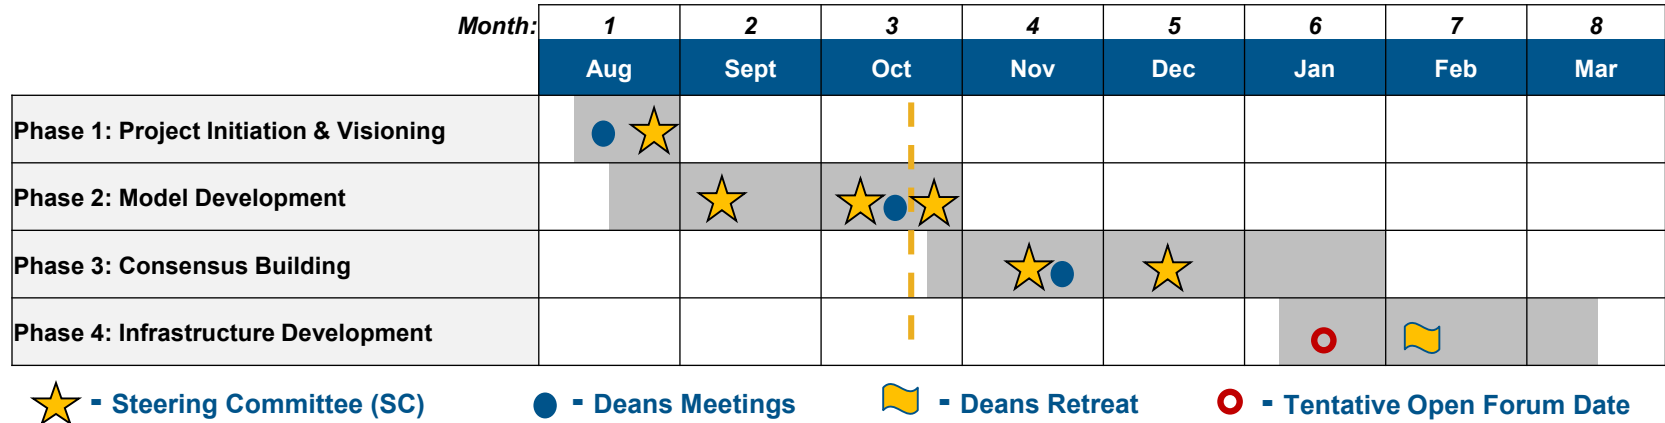 Month: 1 2 3 4 5 6 7 8
Aug Sept Oct Nov Dec Jan Feb Mar
Phase 1: Project Initiation & Visioning
Phase 2: Model Development
Phase 3: Consensus Building
Phase 4: Infrastructure Development
- Steering Committee (SC) - Deans Meetings - Deans Retreat - Tentative Open Forum Date